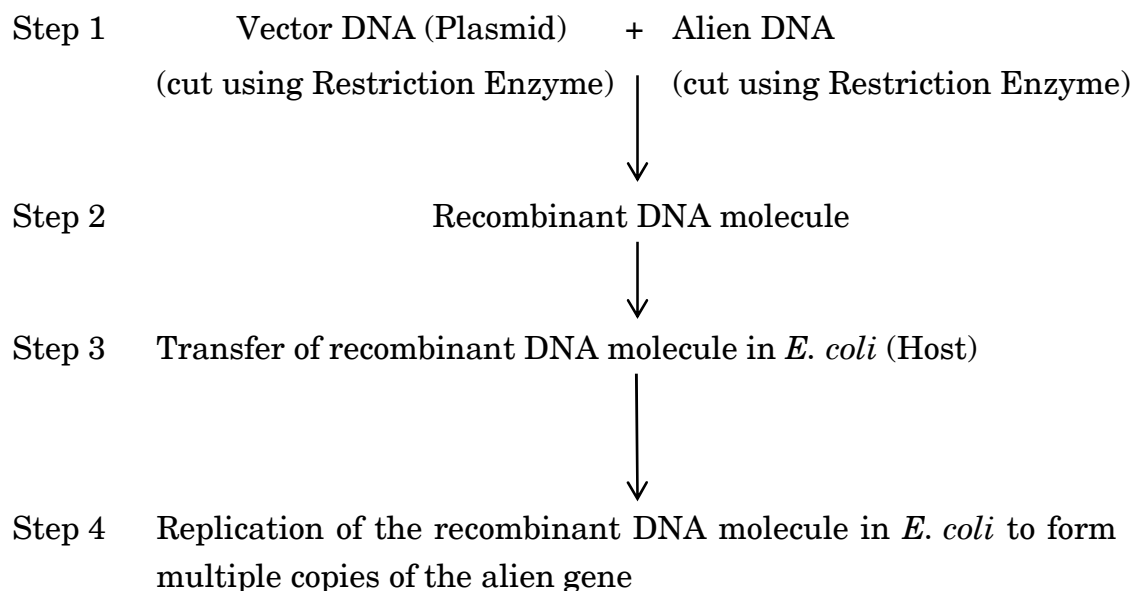 Step 1 Vector DNA (Plasmid) + Alien DNA
(cut using Restriction Enzyme) (cut using Restriction Enzyme)
Step 2 Recombinant DNA molecule
Step 3 Transfer of recombinant DNA molecule in E. coli (Host)
Step 4 Replication of the recombinant DNA molecule in E. coli to form
multiple copies of the alien gene